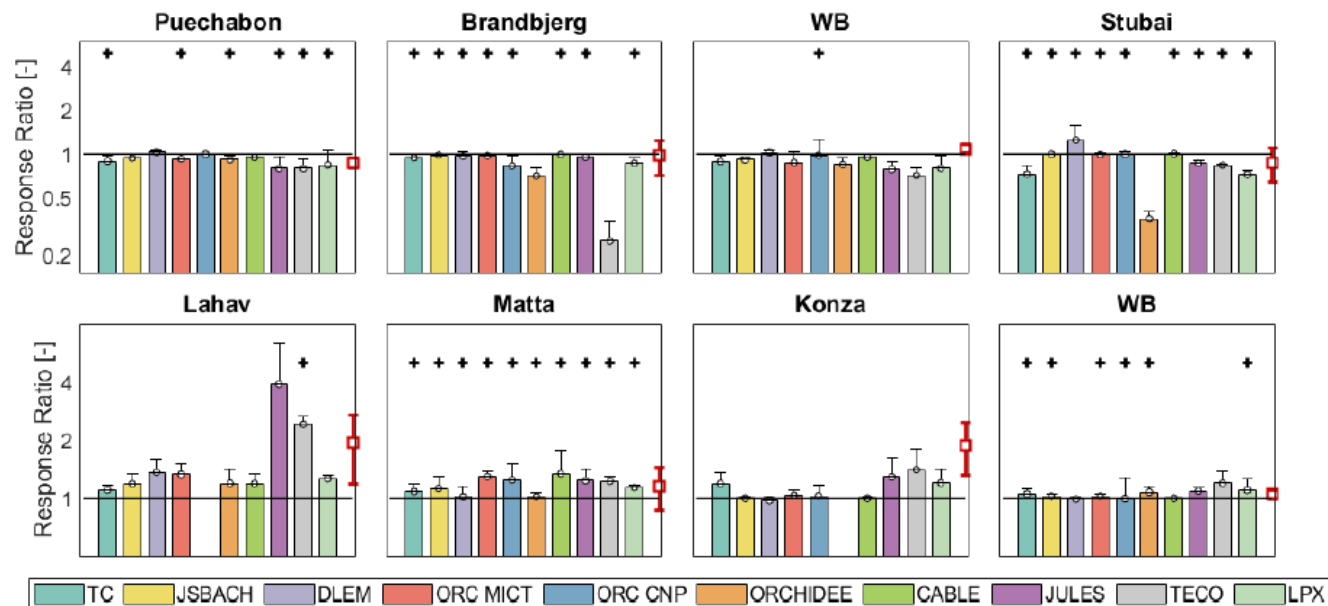 Puechabon Brandbjerg WB Stubai
Response Ratio [-]
4
2
1
0.5
0.2
Lahav Matta Konza WB
Response Ratio [-]
4
2
1
TC JSBACH DLEM ORC MICT ORC CNP ORCHIDEE CABLE JULES TECO LPX